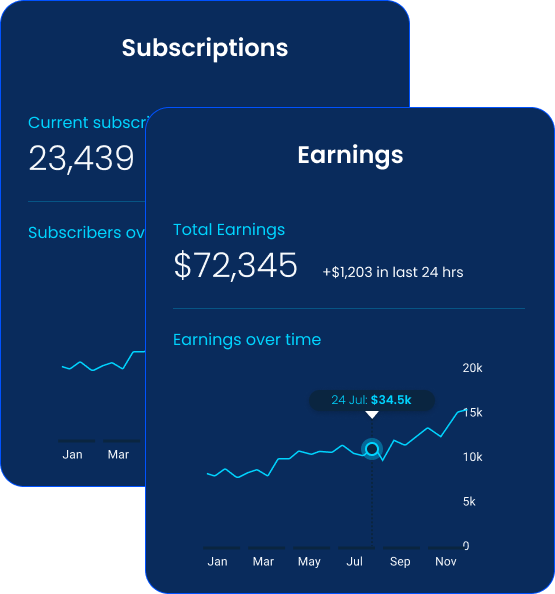 Subscriptions
Current subscri
23,439
Subscribers ov
Jan Mar
Earnings
Total Earnings
$72,345 +$1,203 in last 24 hrs
Earnings over time
20k
24 Jul: $34.5k
15k
10k
5k
0
Jan Mar May Jul Sep Nov